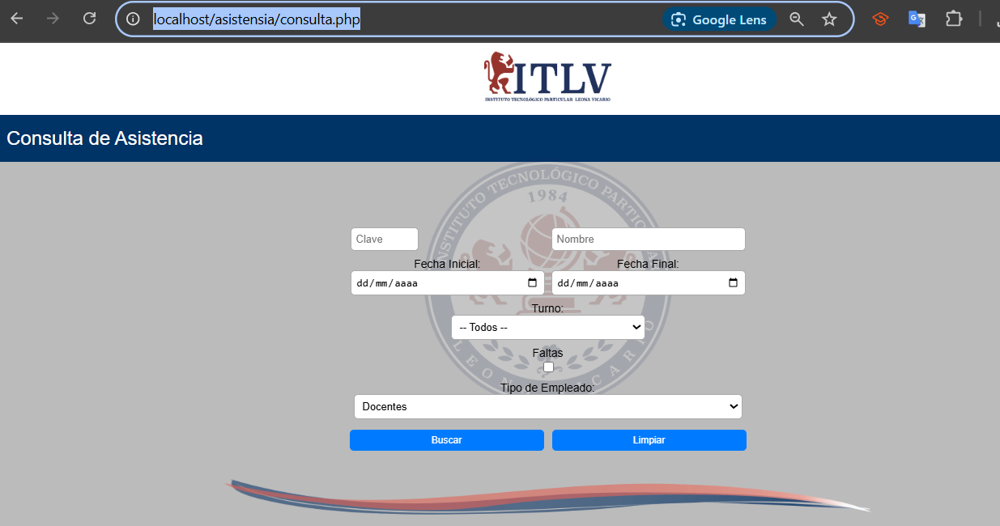 localhost/asistensia/consulta.php
Google Lens
ITLV
INSTITUTO TECNOLÓGICO PARTICULAR LEONA VICARIO
Consulta de Asistencia
INSTITUTO TECNOLÓGICO PARTICULAR
1984
Clave
Nombre
Fecha Inicial:
Fecha Final:
dd/mm/aaaa
dd/mm/aaaa
Turno:
-- Todos --
Faltas
Tipo de Empleado:
Docentes
LEONA VICARIO
Buscar
Limpiar